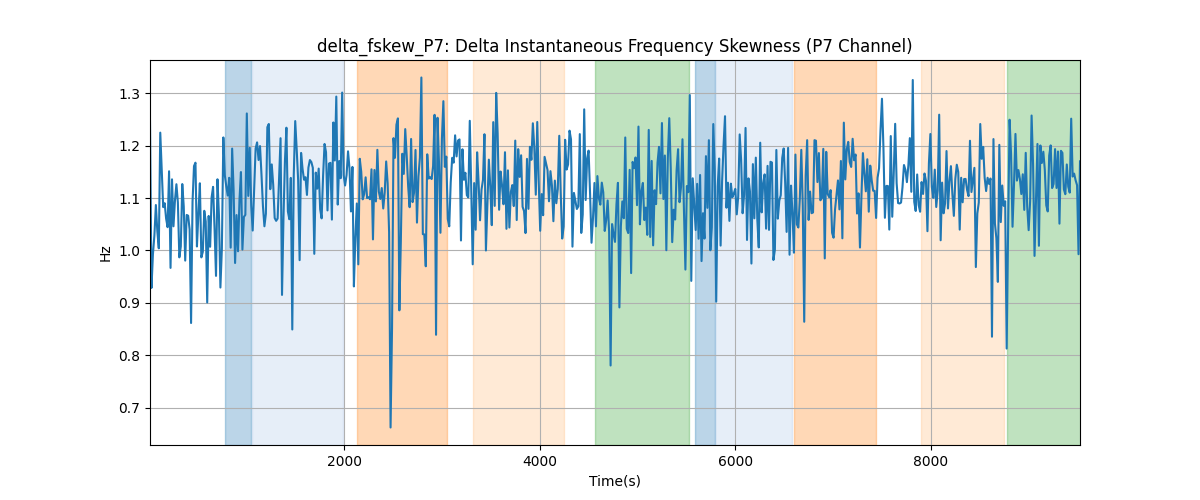 delta_fskew_P7: Delta Instantaneous Frequency Skewness (P7 Channel)
1.3
1.2
1.1
1.0
0.9
0.8
0.7
Hz
2000 4000 6000 8000
Time(s)